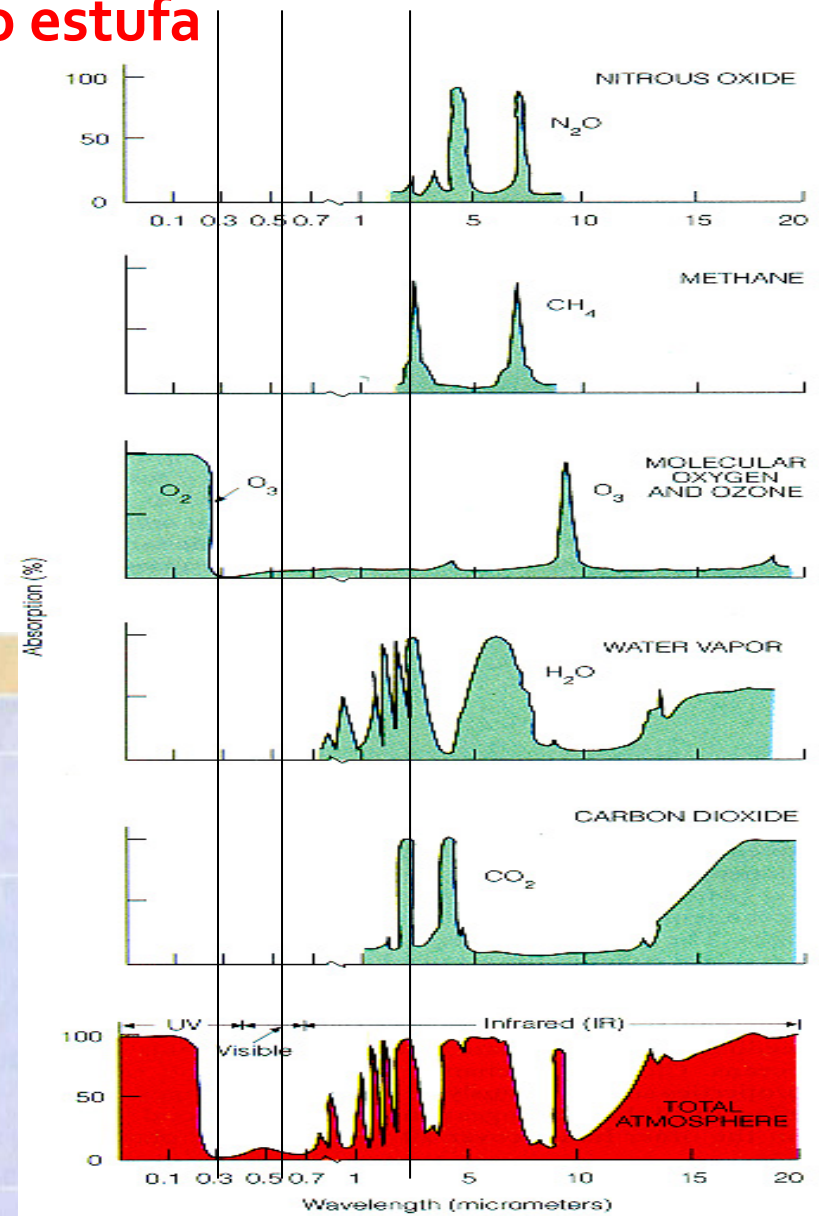 o estufa
100
NITROUS OXIDE
N₂O
50
0
0.1 0.3 0.5 0.7 1 5 10 15 20
METHANE
CH₄
MOLECULAR
OXYGEN
AND OZONE
O₂
O₃
O₃
Absorption (%)
WATER VAPOR
H₂O
CARBON DIOXIDE
CO₂
UV
Infrared (IR)
100
Visible
50
TOTAL
ATMOSPHERE
0
0.1 0.3 0.5 0.7 1 5 10 15 20
Wavelength (micrometers)